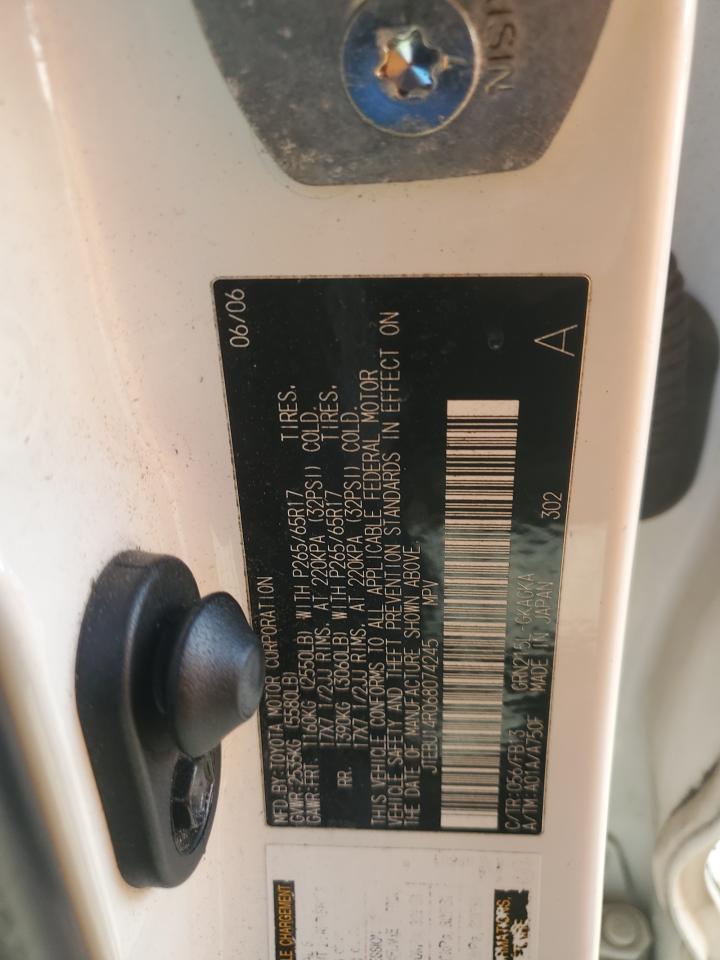 06/06
MFD.BY:TOYOTA MOTOR CORPORATION
GVWR:2535KG (5580LB)
GAWR:FRT. 1160KG (2550LB) WITH P265/65R17 TIRES,
17X7 1/2JJ RIMS, AT 220KPA (32PSI) COLD.
RR. 1390KG (3060LB) WITH P265/65R17 TIRES,
17X7 1/2JJ RIMS, AT 220KPA (32PSI) COLD.
THIS VEHICLE CONFORMS TO ALL APPLICABLE FEDERAL MOTOR
VEHICLE SAFETY AND THEFT PREVENTION STANDARDS IN EFFECT ON
THE DATE OF MANUFACTURE SHOWN ABOVE.
JTEBU14R068074245 MPV
C/TR:056/FB13 GRN215L-GKAGKA 302
A/TM:A01A/A750F MADE IN JAPAN
A
LE CHARGEMENT